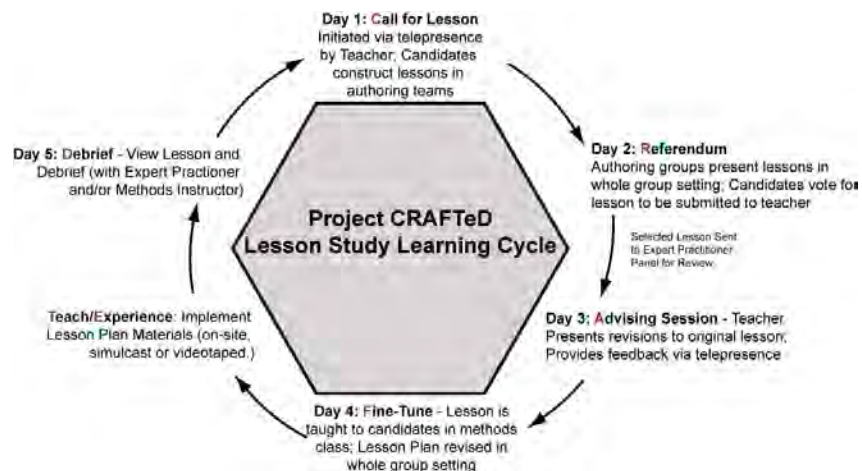 Day 1: Call for Lesson
Initiated via telepresence
by Teacher; Candidates
construct lessons in
authoring teams
Day 2: Referendum
Authoring groups present lessons in
whole group setting; Candidates vote for
lesson to be submitted to teacher
Selected Lesson Sent
to Expert Practitioner
Panel for Review
Day 3: Advising Session - Teacher
Presents revisions to original lesson;
Provides feedback via telepresence
Day 4: Fine-Tune - Lesson is
taught to candidates in methods
class; Lesson Plan revised in
whole group setting
Teach/Experience: Implement
Lesson Plan Materials (on-site,
simulcast or videotaped.)
Day 5: Debrief - View Lesson and
Debrief (with Expert Practioner
and/or Methods Instructor)
Project CRAFTeD
Lesson Study Learning Cycle